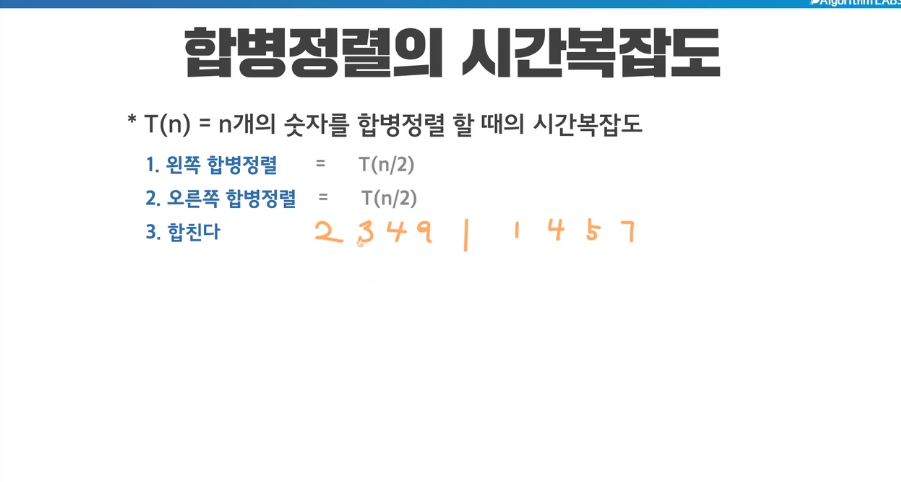 AlgorithmLABS
합병정렬의 시간복잡도
* T(n) = n개의 숫자를 합병정렬 할 때의 시간복잡도
1. 왼쪽 합병정렬 = T(n/2)
2. 오른쪽 합병정렬 = T(n/2)
3. 합친다 2 3 4 9 | 1 4 5 7